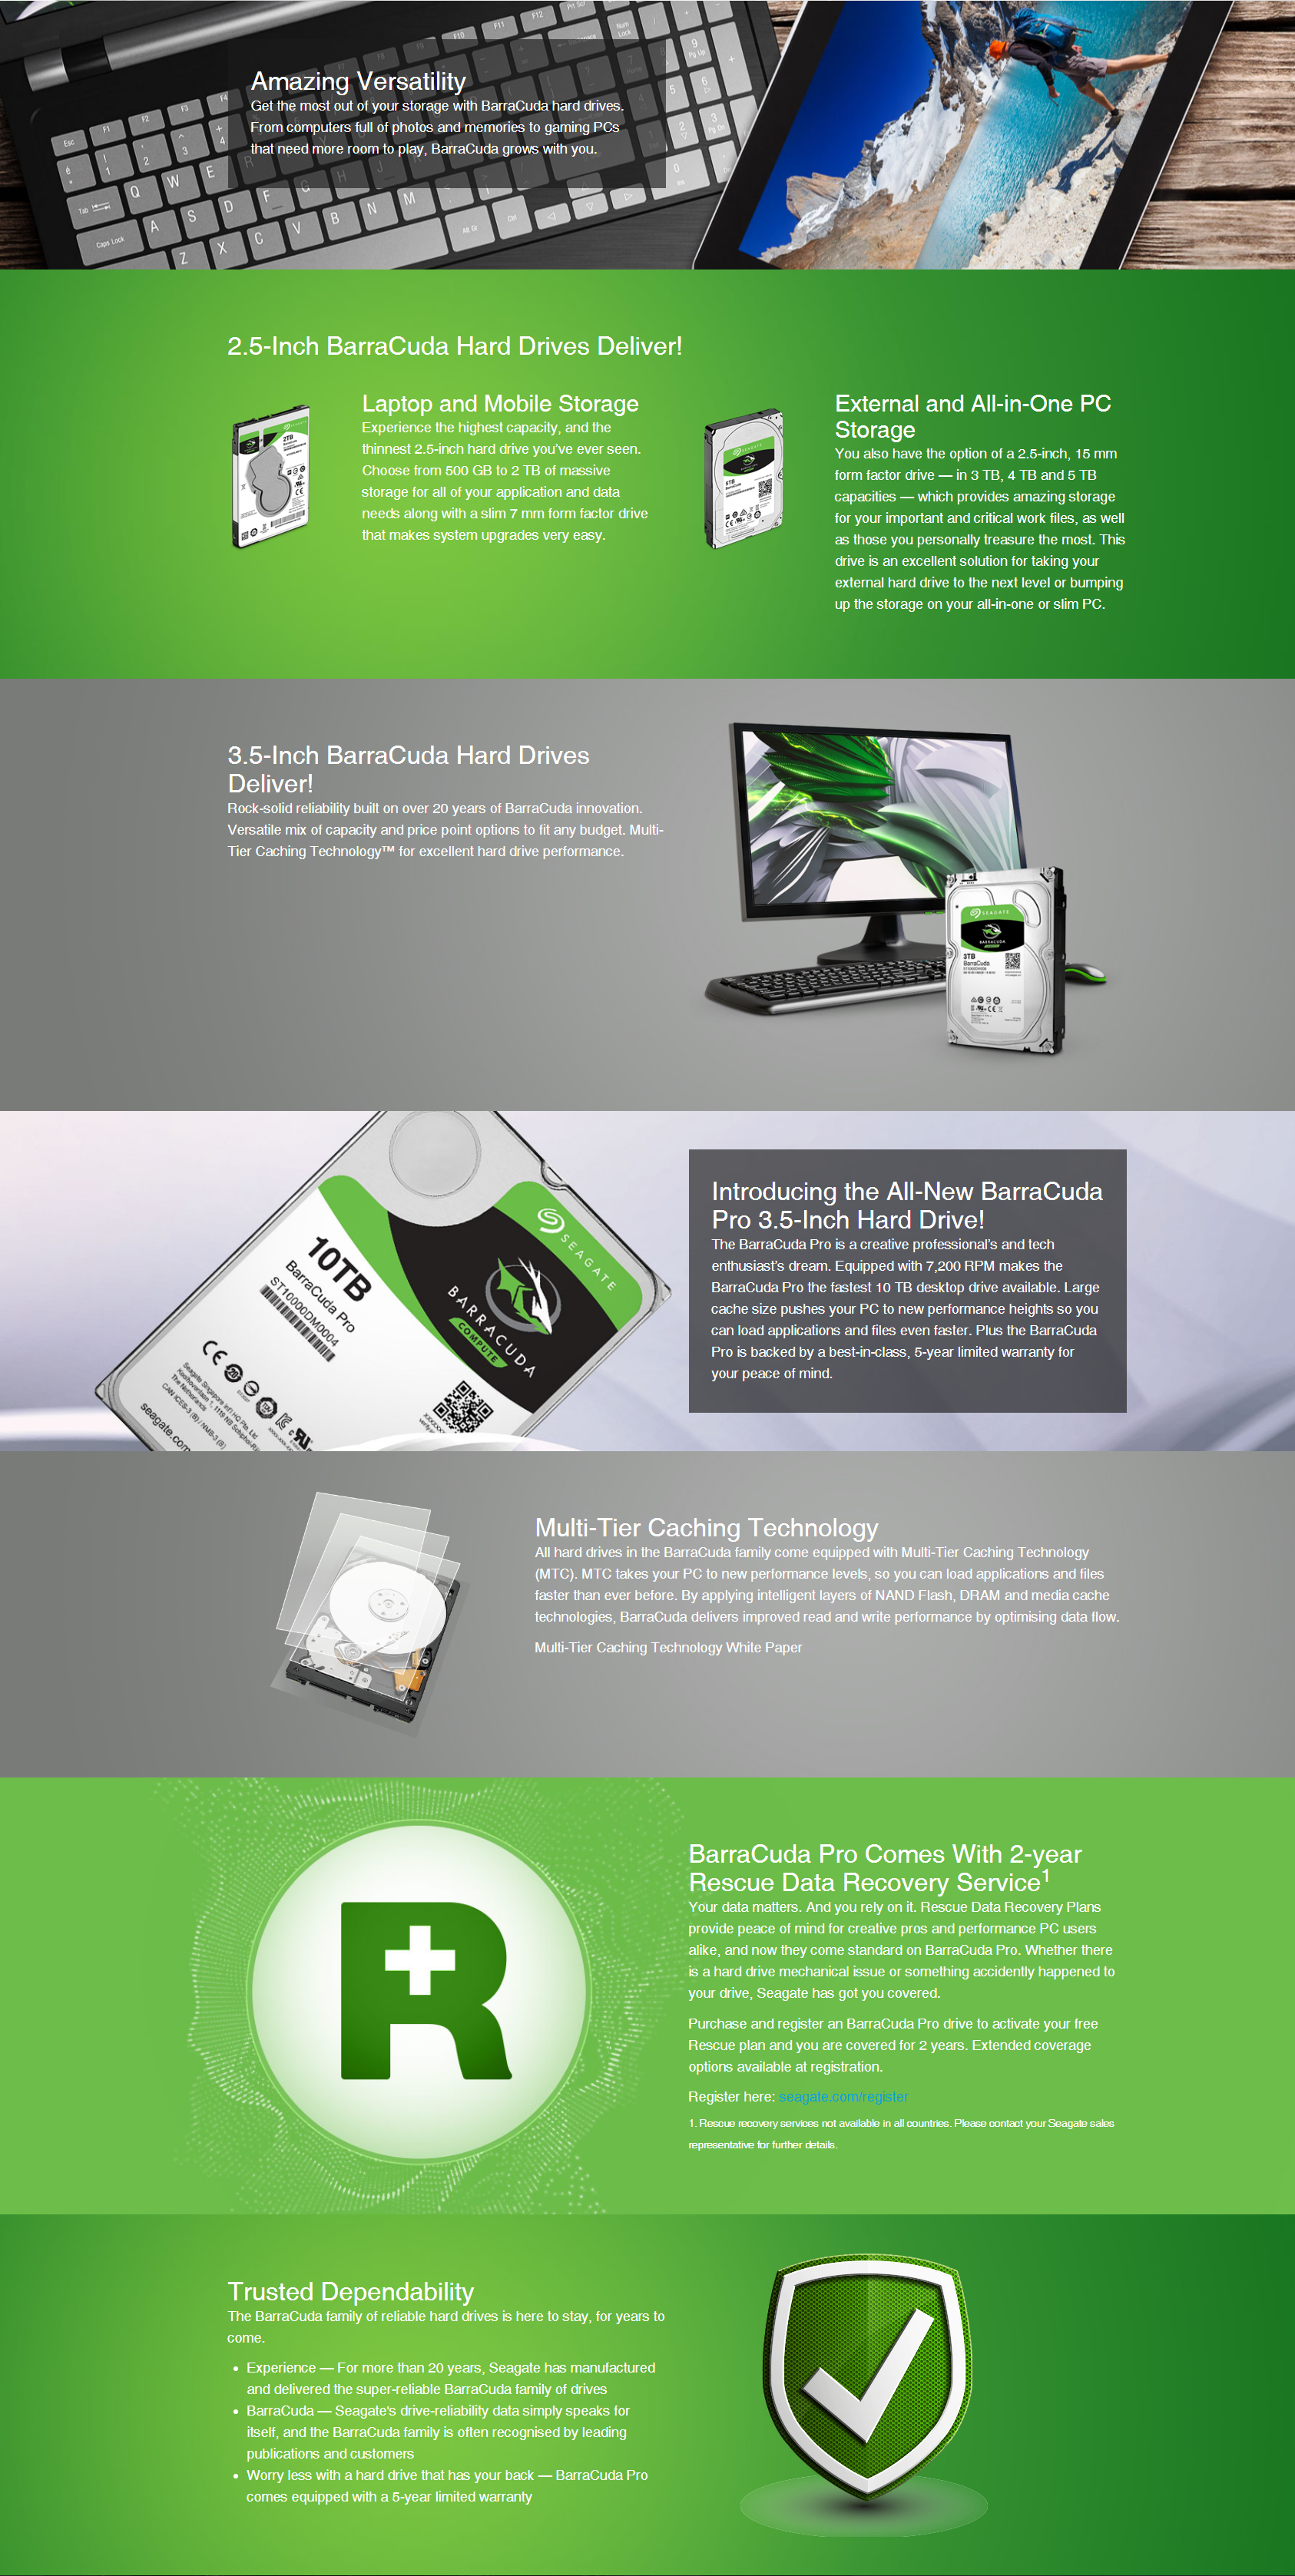 Amazing Versatility
Get the most out of your storage with BarraCuda hard drives.
From computers full of photos and memories to gaming PCs
that need more room to play, BarraCuda grows with you.
2.5-Inch BarraCuda Hard Drives Deliver!
Laptop and Mobile Storage
Experience the highest capacity, and the
thinnest 2.5-inch hard drive you've ever seen.
Choose from 500 GB to 2 TB of massive
storage for all of your application and data
needs along with a slim 7 mm form factor drive
that makes system upgrades very easy.
External and All-in-One PC
Storage
You also have the option of a 2.5-inch, 15 mm
form factor drive — in 3 TB, 4 TB and 5 TB
capacities — which provides amazing storage
for your important and critical work files, as well
as those you personally treasure the most. This
drive is an excellent solution for taking your
external hard drive to the next level or bumping
up the storage on your all-in-one or slim PC.
3.5-Inch BarraCuda Hard Drives
Deliver!
Rock-solid reliability built on over 20 years of BarraCuda innovation.
Versatile mix of capacity and price point options to fit any budget. Multi-
Tier Caching Technology™ for excellent hard drive performance.
SEAGATE
BARRACUDA
3TB
BarraCuda
10TB
BarraCuda Pro
ST10000DM0004
SEAGATE
BARRACUDA
COMPUTE
seagate.com
Introducing the All-New BarraCuda
Pro 3.5-Inch Hard Drive!
The BarraCuda Pro is a creative professional's and tech
enthusiast's dream. Equipped with 7,200 RPM makes the
BarraCuda Pro the fastest 10 TB desktop drive available. Large
cache size pushes your PC to new performance heights so you
can load applications and files even faster. Plus the BarraCuda
Pro is backed by a best-in-class, 5-year limited warranty for
your peace of mind.
Multi-Tier Caching Technology
All hard drives in the BarraCuda family come equipped with Multi-Tier Caching Technology
(MTC). MTC takes your PC to new performance levels, so you can load applications and files
faster than ever before. By applying intelligent layers of NAND Flash, DRAM and media cache
technologies, BarraCuda delivers improved read and write performance by optimising data flow.
Multi-Tier Caching Technology White Paper
R
BarraCuda Pro Comes With 2-year
Rescue Data Recovery Service1
Your data matters. And you rely on it. Rescue Data Recovery Plans
provide peace of mind for creative pros and performance PC users
alike, and now they come standard on BarraCuda Pro. Whether there
is a hard drive mechanical issue or something accidently happened to
your drive, Seagate has got you covered.
Purchase and register an BarraCuda Pro drive to activate your free
Rescue plan and you are covered for 2 years. Extended coverage
options available at registration.
Register here: seagate.com/register
1. Rescue recovery services not available in all countries. Please contact your Seagate sales
representative for further details.
Trusted Dependability
The BarraCuda family of reliable hard drives is here to stay, for years to
come.
• Experience — For more than 20 years, Seagate has manufactured
and delivered the super-reliable BarraCuda family of drives
• BarraCuda — Seagate's drive-reliability data simply speaks for
itself, and the BarraCuda family is often recognised by leading
publications and customers
• Worry less with a hard drive that has your back — BarraCuda Pro
comes equipped with a 5-year limited warranty